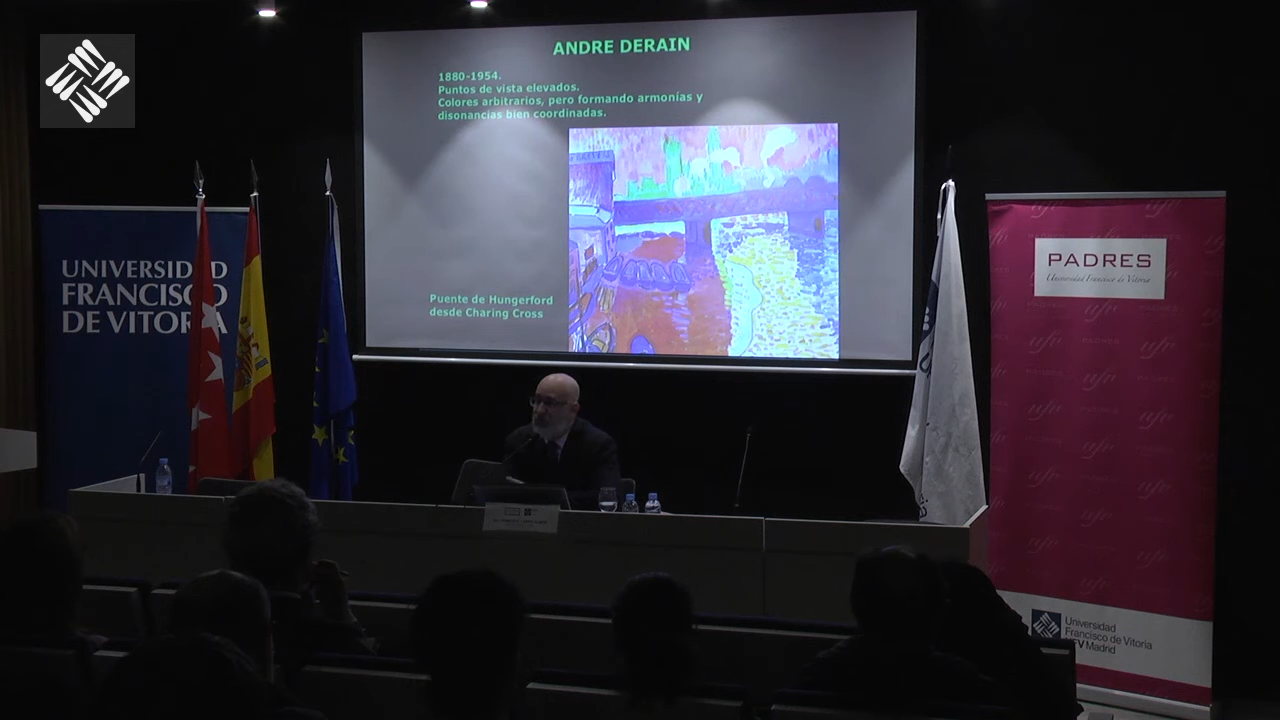 ANDRE DERAIN
1880-1954.
Puntos de vista elevados.
Colores arbitrarios, pero formando armonías y
disonancias bien coordinadas.
Puente de Hungerford
desde Charing Cross
UNIVERSIDAD
FRANCISCO
DE VITORIA
PADRES
Universidad Francisco de Vitoria
Universidad
Francisco de Vitoria
UFV Madrid